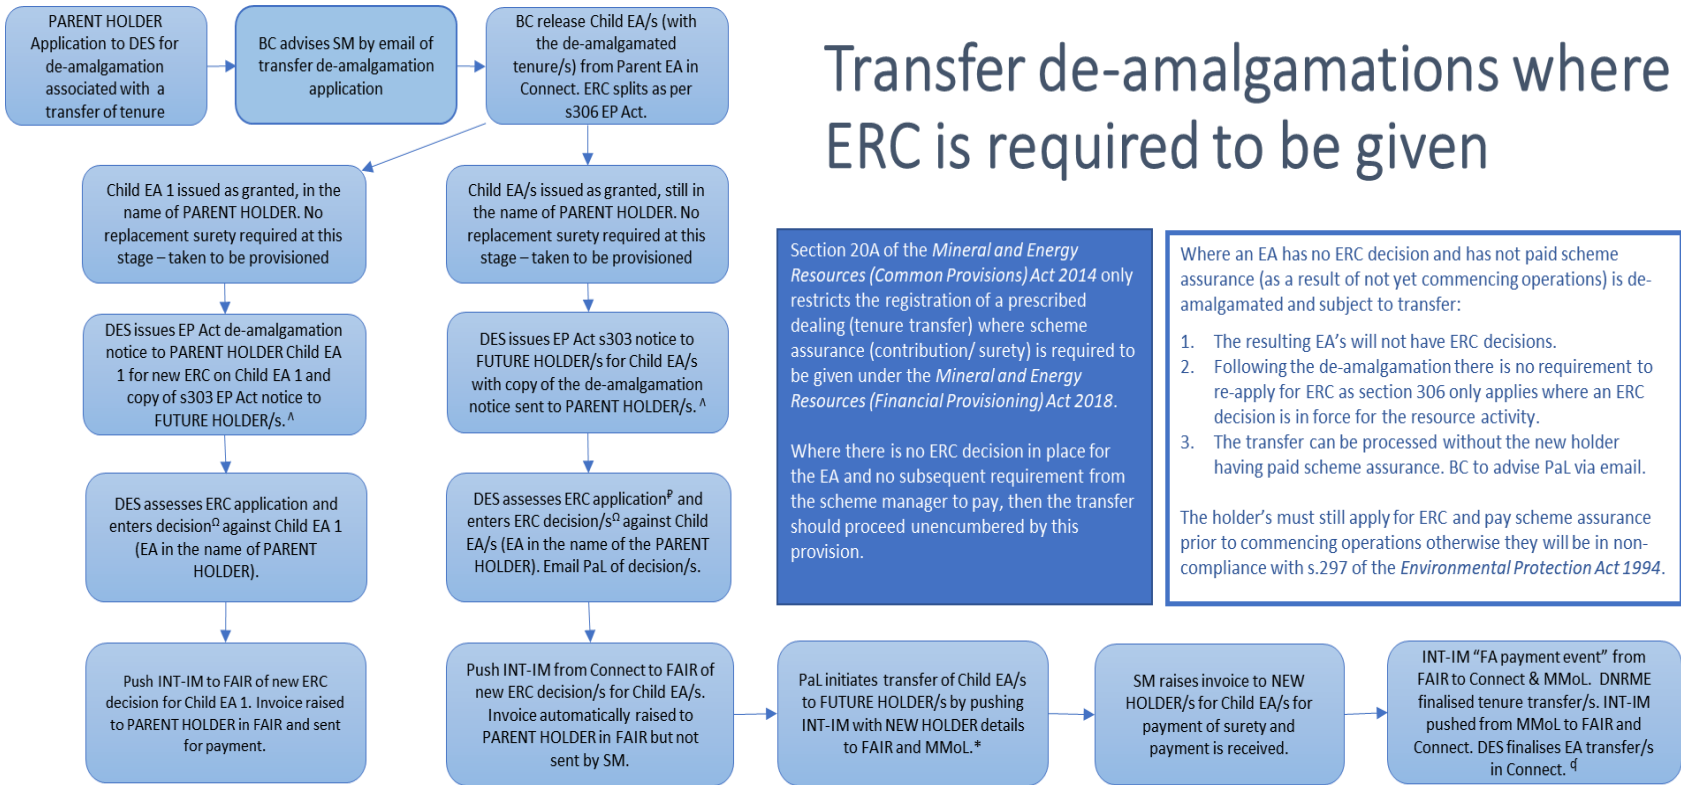 PARENT HOLDER
Application to DES for
de-amalgamation
associated with a
transfer of tenure
BC advises SM by email of
transfer de-amalgamation
application
BC release Child EA/s (with
the de-amalgamated
tenure/s) from Parent EA in
Connect. ERC splits as per
s306 EP Act.
Transfer de-amalgamations where
ERC is required to be given
Child EA 1 issued as granted, in the
name of PARENT HOLDER. No
replacement surety required at this
stage – taken to be provisioned
Child EA/s issued as granted, still in
the name of PARENT HOLDER. No
replacement surety required at this
stage – taken to be provisioned
DES issues EP Act de-amalgamation
notice to PARENT HOLDER Child EA
1 for new ERC on Child EA 1 and
copy of s303 EP Act notice to
FUTURE HOLDER/s. ^
DES issues EP Act s303 notice to
FUTURE HOLDER/s for Child EA/s
with copy of the de-amalgamation
notice sent to PARENT HOLDER/s. ^
DES assesses ERC application and
enters decisionΩ against Child EA 1
(EA in the name of PARENT
HOLDER).
DES assesses ERC application₽ and
enters ERC decision/sΩ against Child
EA/s (EA in the name of the PARENT
HOLDER). Email PaL of decision/s.
Push INT-IM to FAIR of new ERC
decision for Child EA 1. Invoice raised
to PARENT HOLDER in FAIR and sent
for payment.
Push INT-IM from Connect to FAIR of
new ERC decision/s for Child EA/s.
Invoice automatically raised to
PARENT HOLDER in FAIR but not
sent by SM.
PaL initiates transfer of Child EA/s
to FUTURE HOLDER/s by pushing
INT-IM with NEW HOLDER details
to FAIR and MMoL.*
SM raises invoice to NEW
HOLDER/s for Child EA/s for
payment of surety and
payment is received.
INT-IM “FA payment event” from
FAIR to Connect & MMoL. DNRME
finalised tenure transfer/s. INT-IM
pushed from MMoL to FAIR and
Connect. DES finalises EA transfer/s
in Connect.
Section 20A of the Mineral and Energy
Resources (Common Provisions) Act 2014 only
restricts the registration of a prescribed
dealing (tenure transfer) where scheme
assurance (contribution/ surety) is required to
be given under the Mineral and Energy
Resources (Financial Provisioning) Act 2018.
Where there is no ERC decision in place for
the EA and no subsequent requirement from
the scheme manager to pay, then the transfer
should proceed unencumbered by this
provision.
Where an EA has no ERC decision and has not paid scheme
assurance (as a result of not yet commencing operations) is de-
amalgamated and subject to transfer:
1. The resulting EA’s will not have ERC decisions.
2. Following the de-amalgamation there is no requirement to
re-apply for ERC as section 306 only applies where an ERC
decision is in force for the resource activity.
3. The transfer can be processed without the new holder
having paid scheme assurance. BC to advise PaL via email.
The holder’s must still apply for ERC and pay scheme assurance
prior to commencing operations otherwise they will be in non-
compliance with s.297 of the Environmental Protection Act 1994.